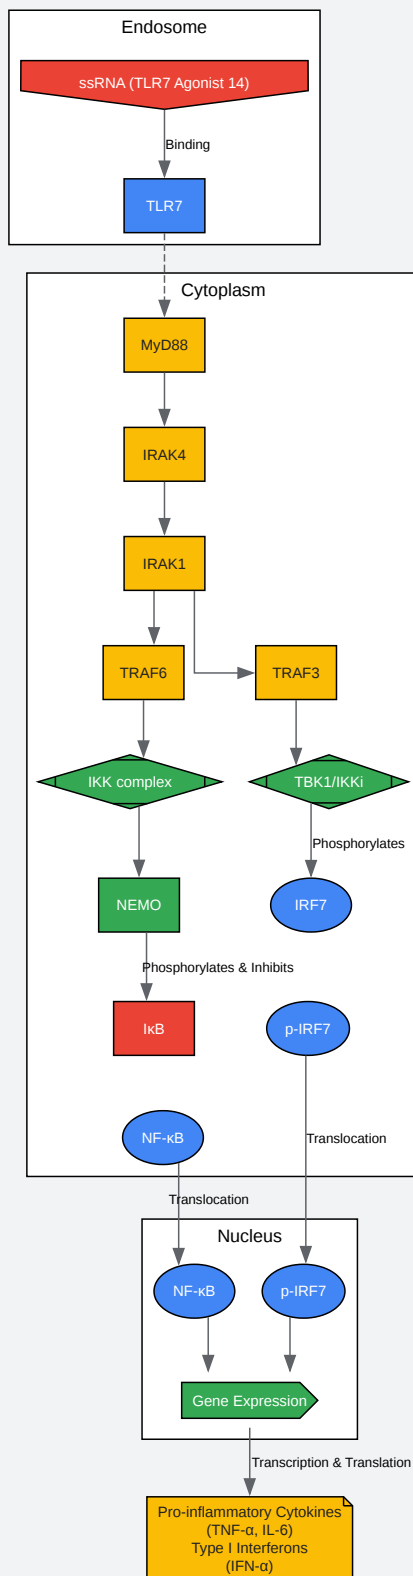 Endosome
ssRNA (TLR7 Agonist 14)
Binding
TLR7
Cytoplasm
MyD88
IRAK4
IRAK1
TRAF6
TRAF3
IKK complex
TBK1/IKKi
Phosphorylates
NEMO
IRF7
Phosphorylates & Inhibits
IκB
p-IRF7
NF-κB
Translocation
Translocation
Nucleus
NF-κB
p-IRF7
Gene Expression
Transcription & Translation
Pro-inflammatory Cytokines
(TNF-α, IL-6)
Type I Interferons
(IFN-α)